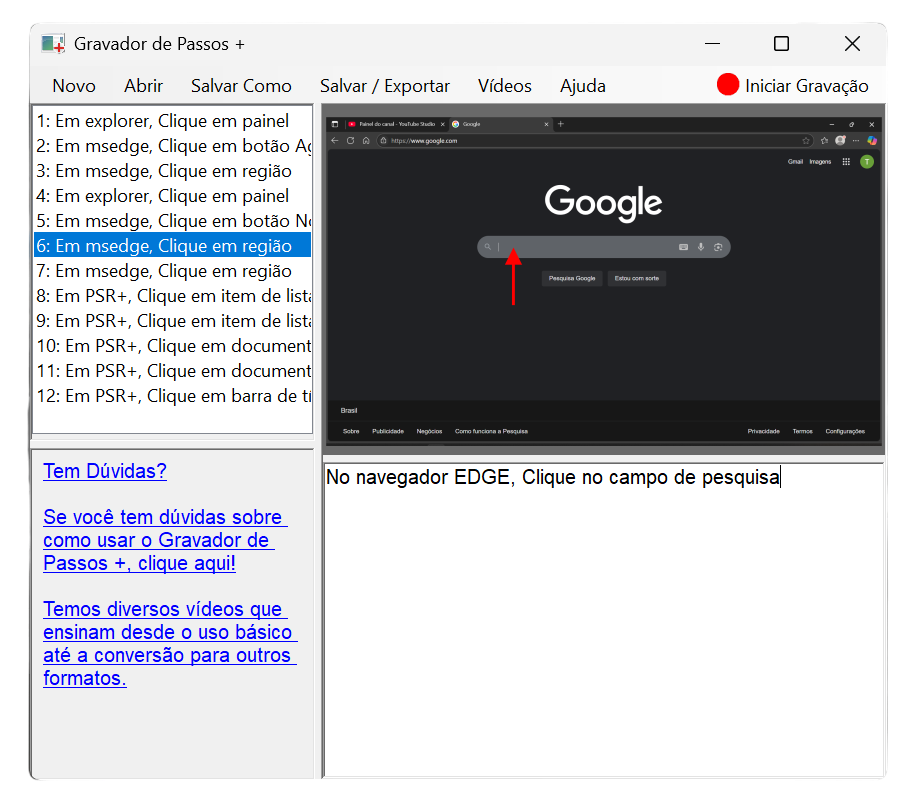 Gravador de Passos +
Novo Abrir Salvar Como Salvar / Exportar Vídeos Ajuda Iniciar Gravação
1: Em explorer, Clique em painel
2: Em msedge, Clique em botão Ag
3: Em msedge, Clique em região
4: Em explorer, Clique em painel
5: Em msedge, Clique em botão No
6: Em msedge, Clique em região
7: Em msedge, Clique em região
8: Em PSR+, Clique em item de lista
9: Em PSR+, Clique em item de lista
10: Em PSR+, Clique em document
11: Em PSR+, Clique em document
12: Em PSR+, Clique em barra de tí
Tem Dúvidas?
Se você tem dúvidas sobre
como usar o Gravador de
Passos +, clique aqui!
Temos diversos vídeos que
ensinam desde o uso básico
até a conversão para outros
formatos.
Painel do canal - YouTube Studio Google
https://www.google.com
Gmail Imagens T
Google
Pesquisa Google Estou com sorte
Brasil
Sobre Publicidade Negócios Como funciona a Pesquisa Privacidade Termos Configurações
No navegador EDGE, Clique no campo de pesquisa